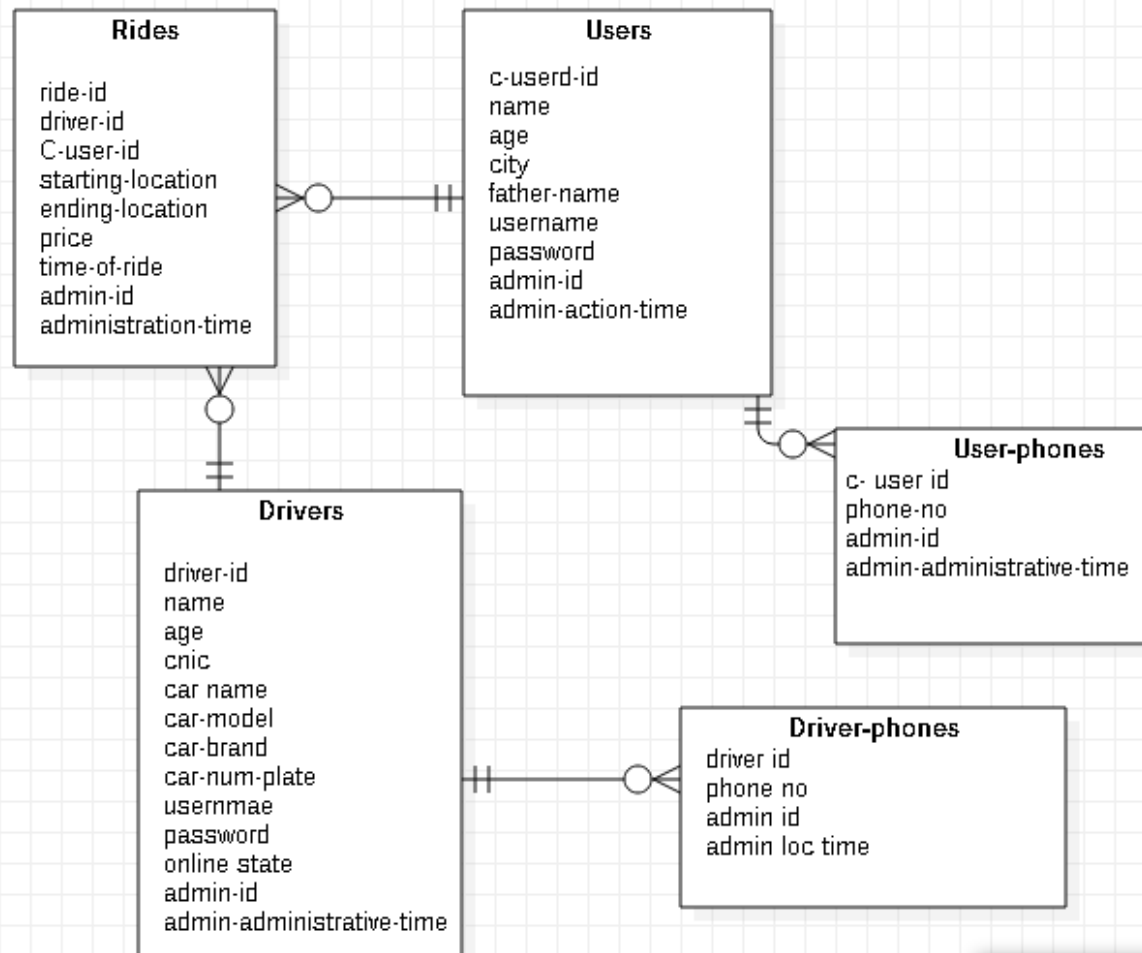 Rides
ride-id
driver-id
C-user-id
starting-location
ending-location
price
time-of-ride
admin-id
administration-time
Users
c-userd-id
name
age
city
father-name
username
password
admin-id
admin-action-time
User-phones
c- user id
phone-no
admin-id
admin-administrative-time
Drivers
driver-id
name
age
cnic
car name
car-model
car-brand
car-num-plate
usernmae
password
online state
admin-id
admin-administrative-time
Driver-phones
driver id
phone no
admin id
admin loc time